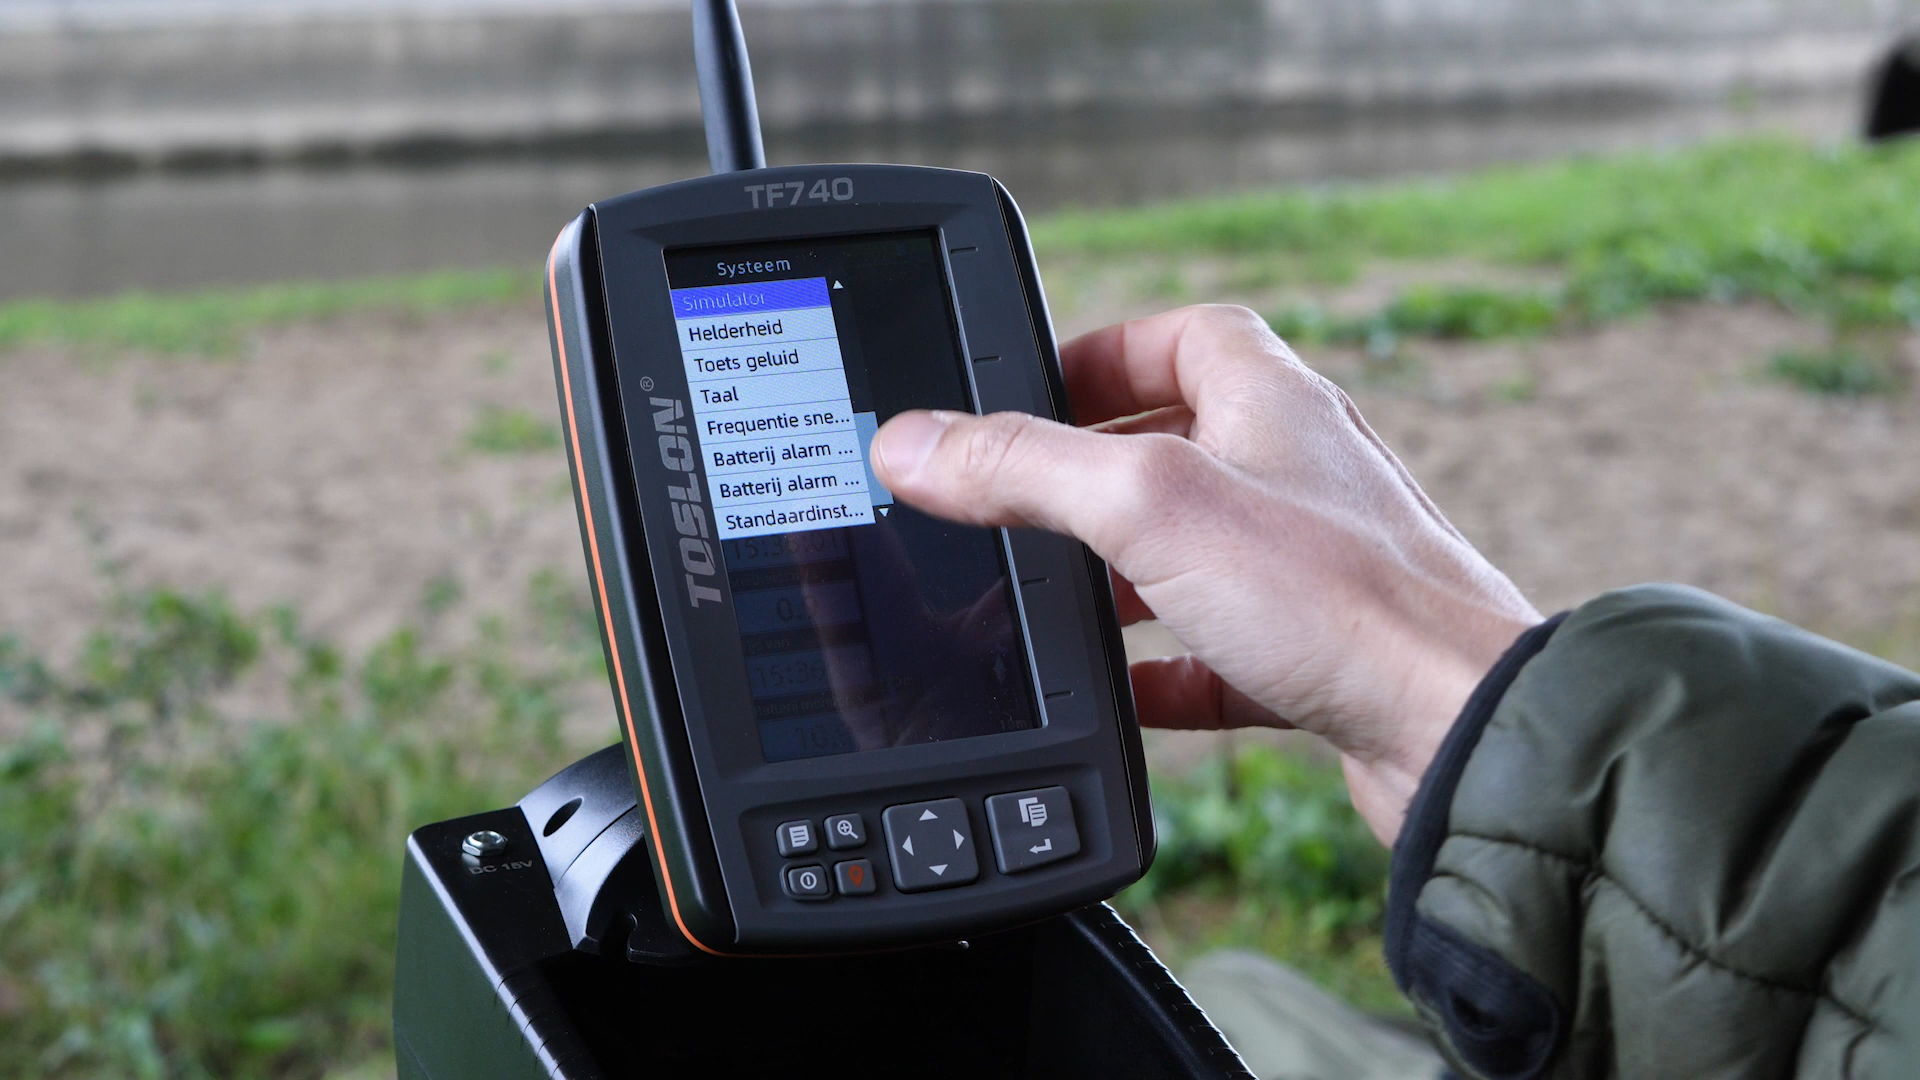 TF740
Systeem
Simulator
Helderheid
Toets geluid
Taal
Frequentie sne...
Batterij alarm ...
Batterij alarm ...
Standaardinst...
TOSLON®
DC 15V